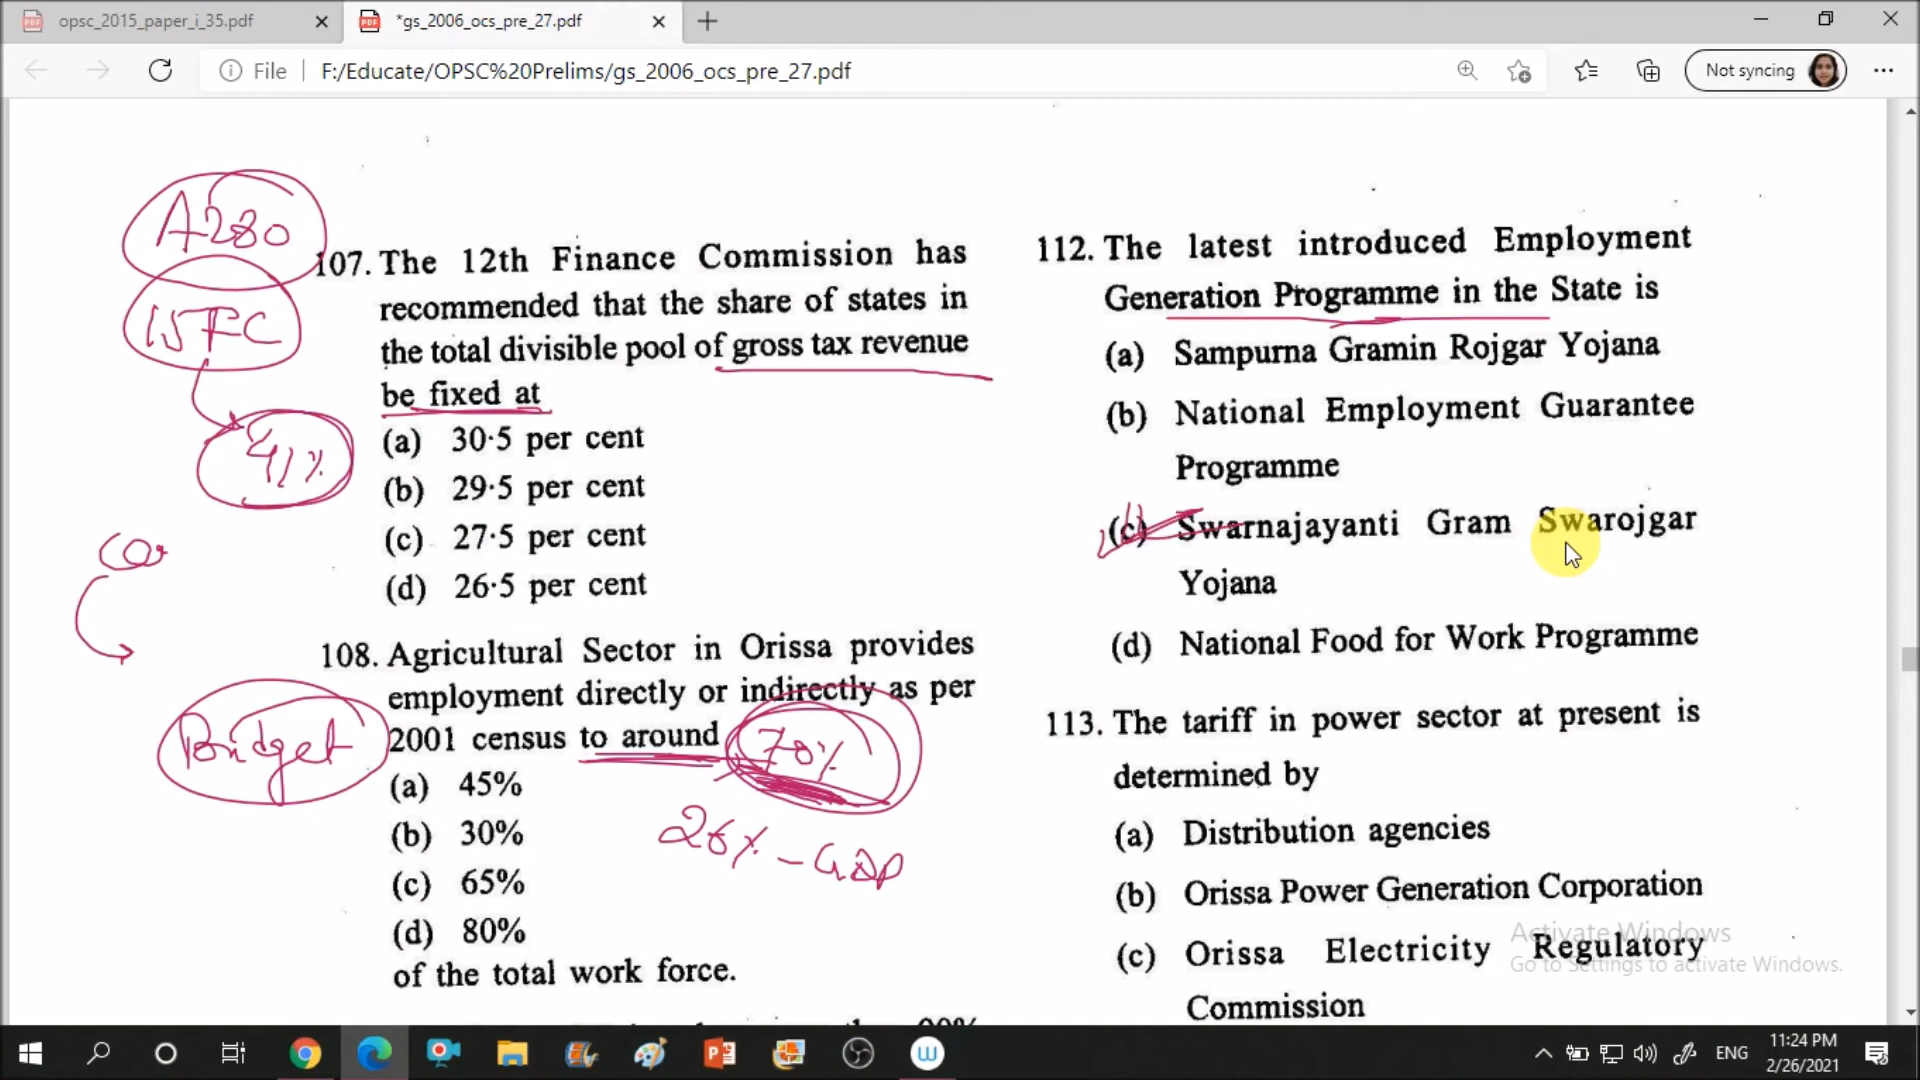 opsc_2015_paper_i_35.pdf
*gs_2006_ocs_pre_27.pdf
File
F:/Educate/OPSC%20Prelims/gs_2006_ocs_pre_27.pdf
Not syncing
A280
15 FC
41%
Budget
107. The 12th Finance Commission has
recommended that the share of states in
the total divisible pool of gross tax revenue
be fixed at
(a) 30·5 per cent
(b) 29·5 per cent
(c) 27·5 per cent
(d) 26·5 per cent
108. Agricultural Sector in Orissa provides
employment directly or indirectly as per
2001 census to around 70%
(a) 45%
(b) 30%
(c) 65%
(d) 80%
of the total work force.
26% - GDP
112. The latest introduced Employment
Generation Programme in the State is
(a) Sampurna Gramin Rojgar Yojana
(b) National Employment Guarantee
Programme
(c) Swarnajayanti Gram Swarojgar
Yojana
(d) National Food for Work Programme
113. The tariff in power sector at present is
determined by
(a) Distribution agencies
(b) Orissa Power Generation Corporation
(c) Orissa Electricity Regulatory
Commission
Activate Windows
Go to Settings to activate Windows.
ENG
11:24 PM
2/26/2021